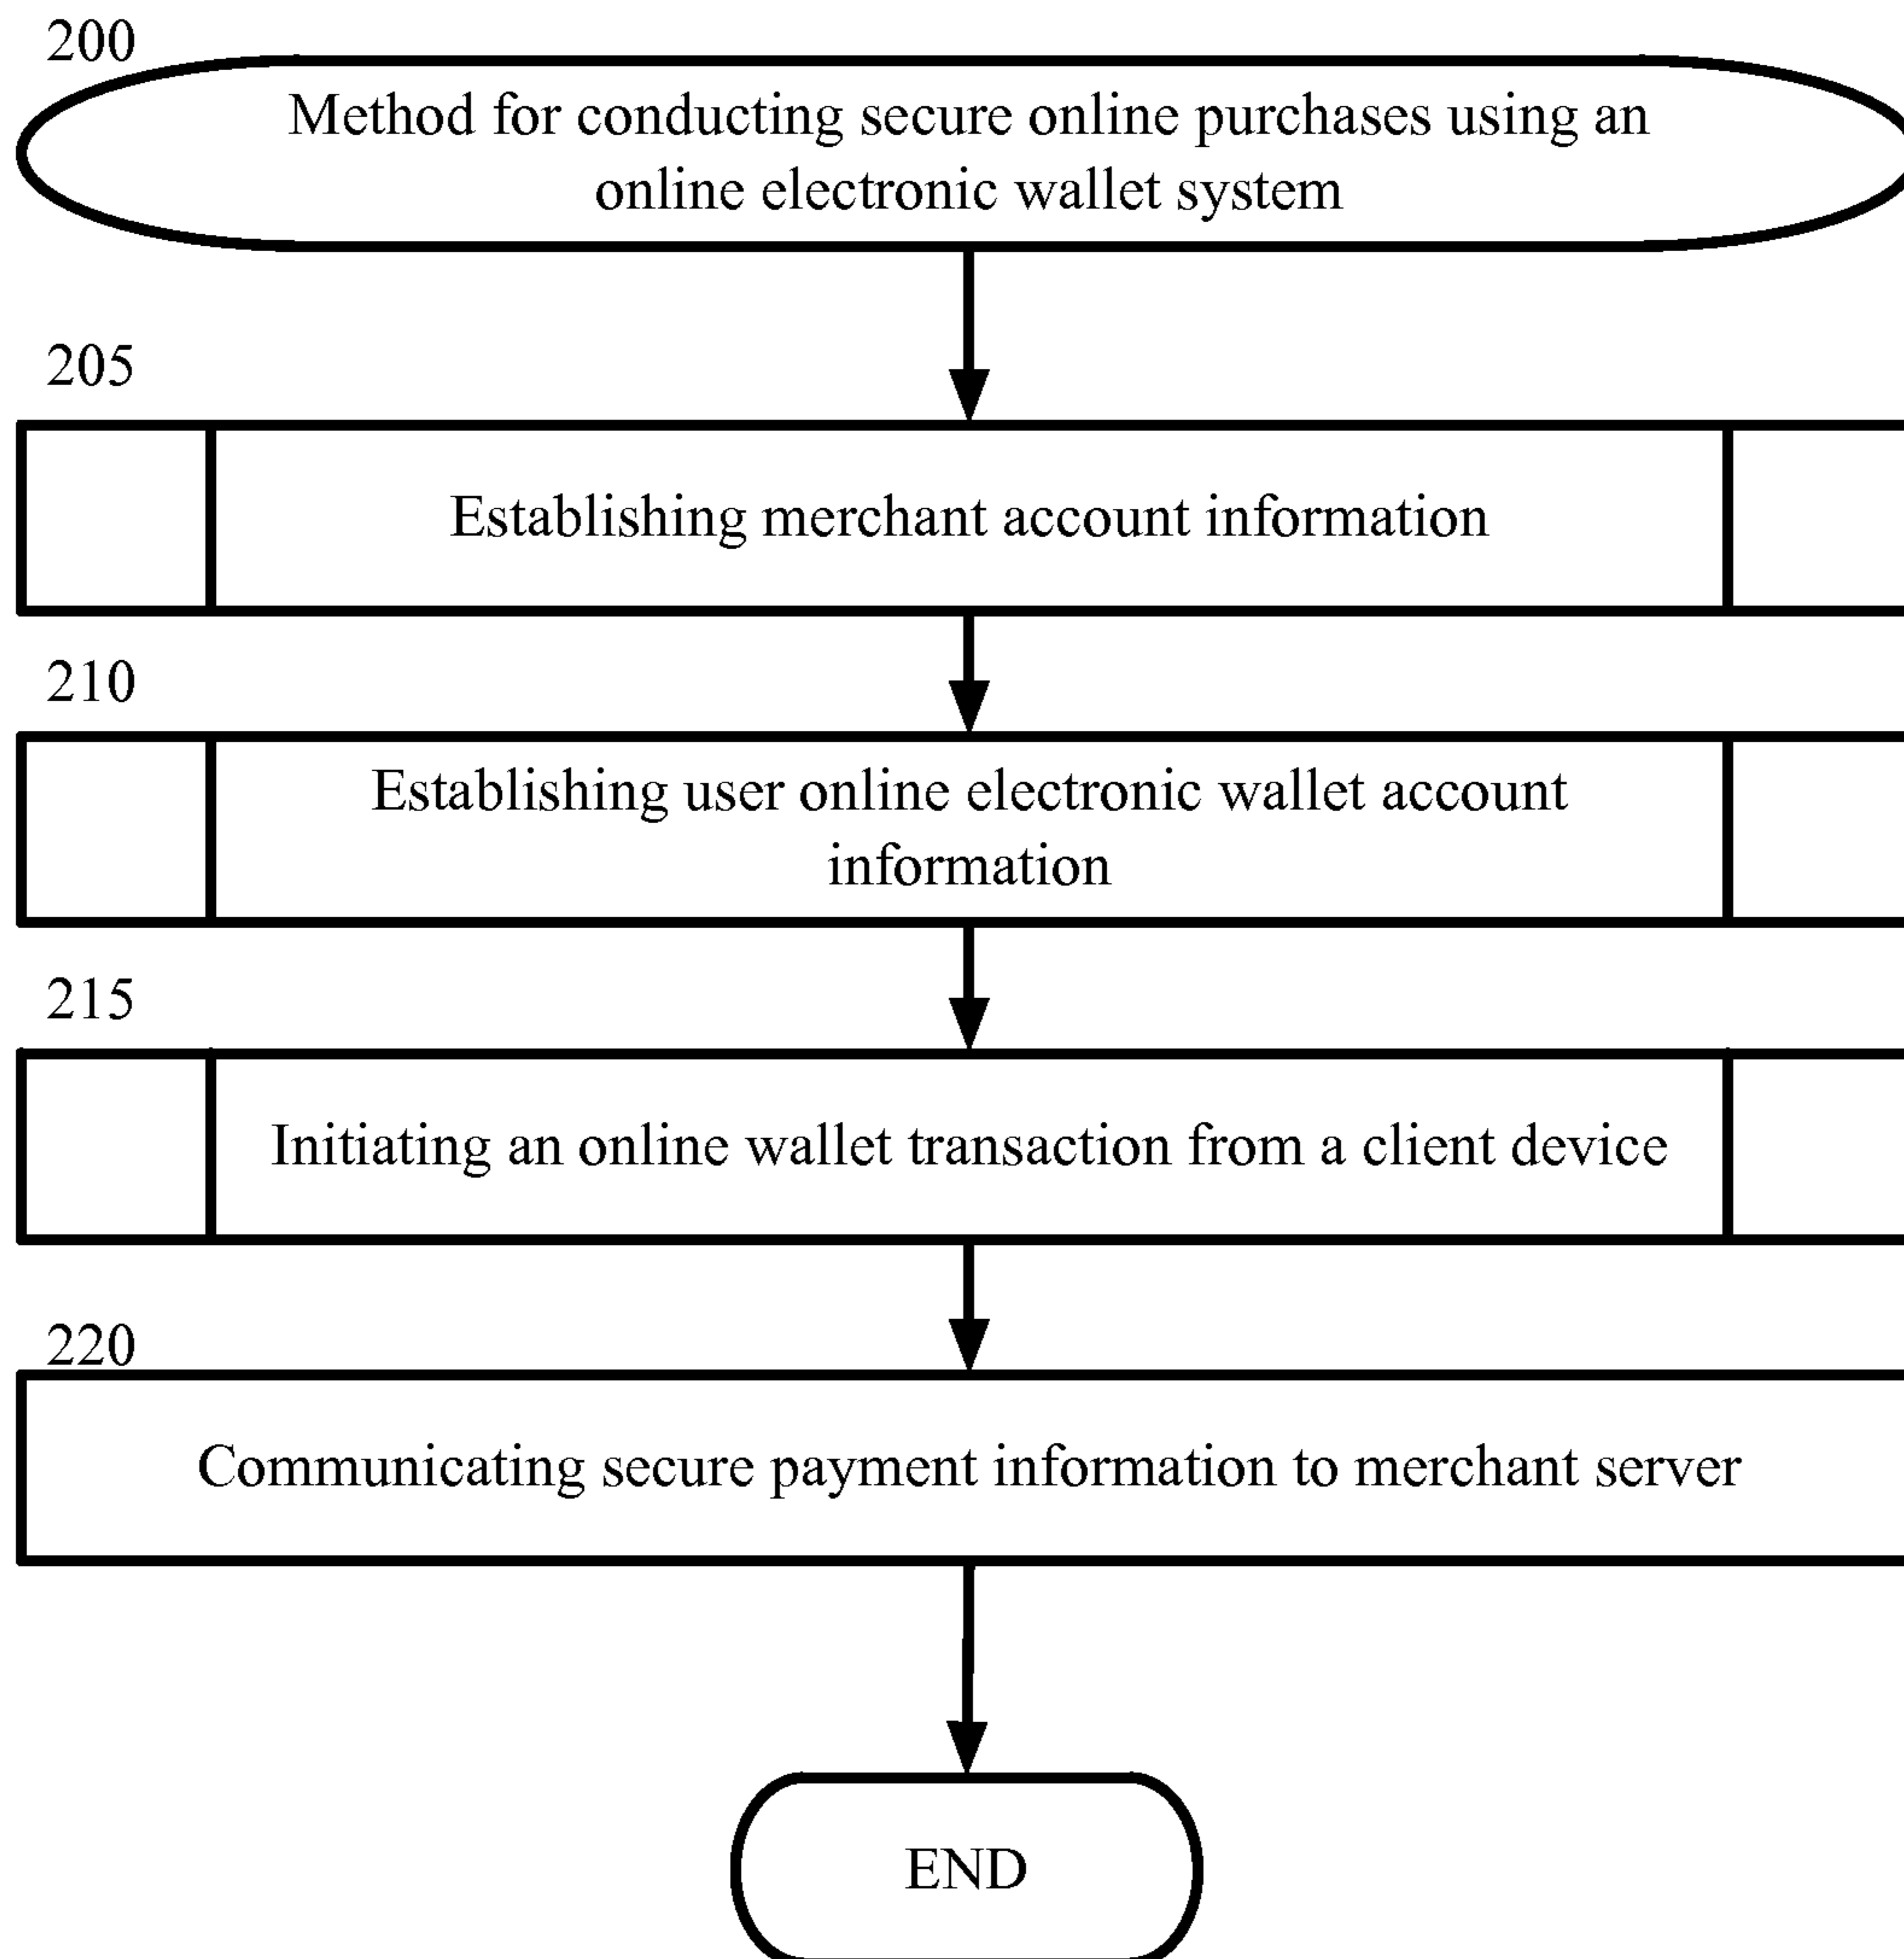 200
Method for conducting secure online purchases using an
online electronic wallet system
205
Establishing merchant account information
210
Establishing user online electronic wallet account
information
215
Initiating an online wallet transaction from a client device
220
Communicating secure payment information to merchant server
END